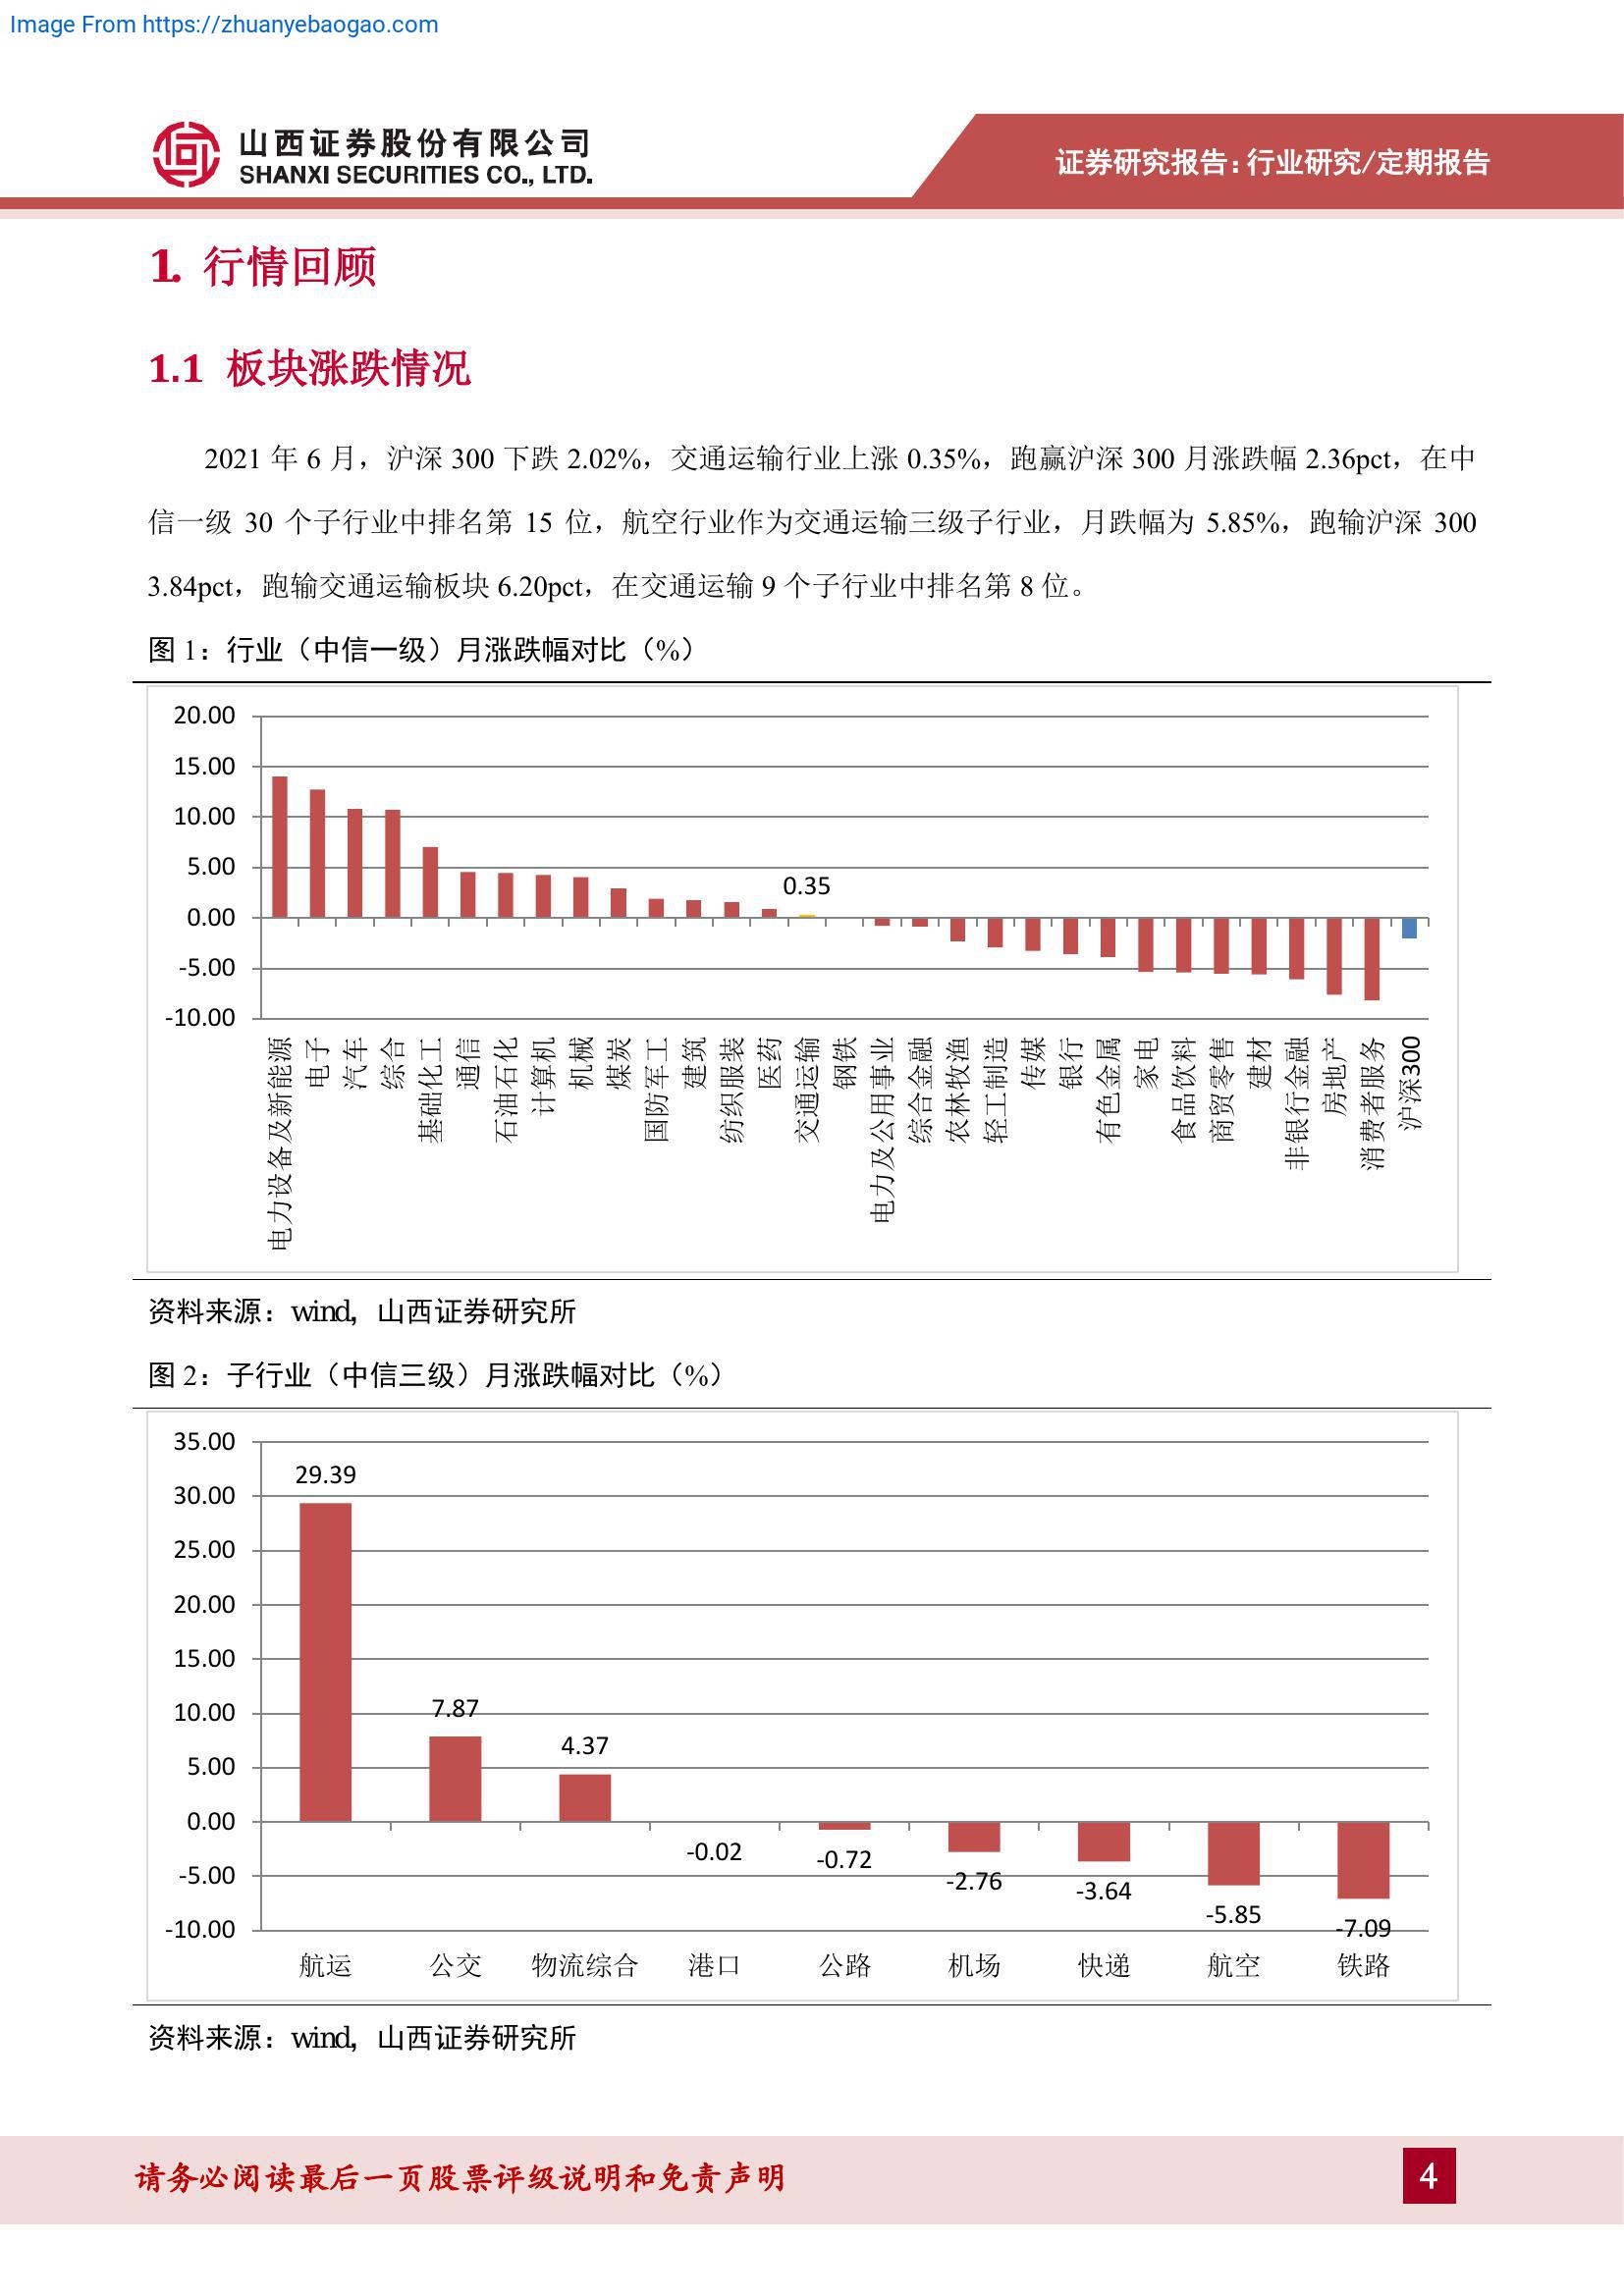 Image From https://zhuanyebaogao.com
山西证券股份有限公司
SHANXI SECURITIES CO., LTD.
证券研究报告：行业研究/定期报告
1. 行情回顾
1.1 板块涨跌情况
2021 年 6 月，沪深 300 下跌 2.02%，交通运输行业上涨 0.35%，跑赢沪深 300 月涨跌幅 2.36pct，在中
信一级 30 个子行业中排名第 15 位，航空行业作为交通运输三级子行业，月跌幅为 5.85%，跑输沪深 300
3.84pct，跑输交通运输板块 6.20pct，在交通运输 9 个子行业中排名第 8 位。
图 1：行业（中信一级）月涨跌幅对比（%）
20.00
15.00
10.00
5.00
0.00
-5.00
-10.00
0.35
电力设备及新能源
电子
汽车
综合
基础化工
通信
石油石化
计算机
机械
煤炭
国防军工
建筑
纺织服装
医药
交通运输
钢铁
电力及公用事业
综合金融
农林牧渔
轻工制造
传媒
银行
有色金属
家电
食品饮料
商贸零售
建材
非银行金融
房地产
消费者服务
沪深300
资料来源：wind，山西证券研究所
图 2：子行业（中信三级）月涨跌幅对比（%）
35.00
30.00
25.00
20.00
15.00
10.00
5.00
0.00
-5.00
-10.00
29.39
7.87
4.37
-0.02
-0.72
-2.76
-3.64
-5.85
-7.09
航运
公交
物流综合
港口
公路
机场
快递
航空
铁路
资料来源：wind，山西证券研究所
请务必阅读最后一页股票评级说明和免责声明
4